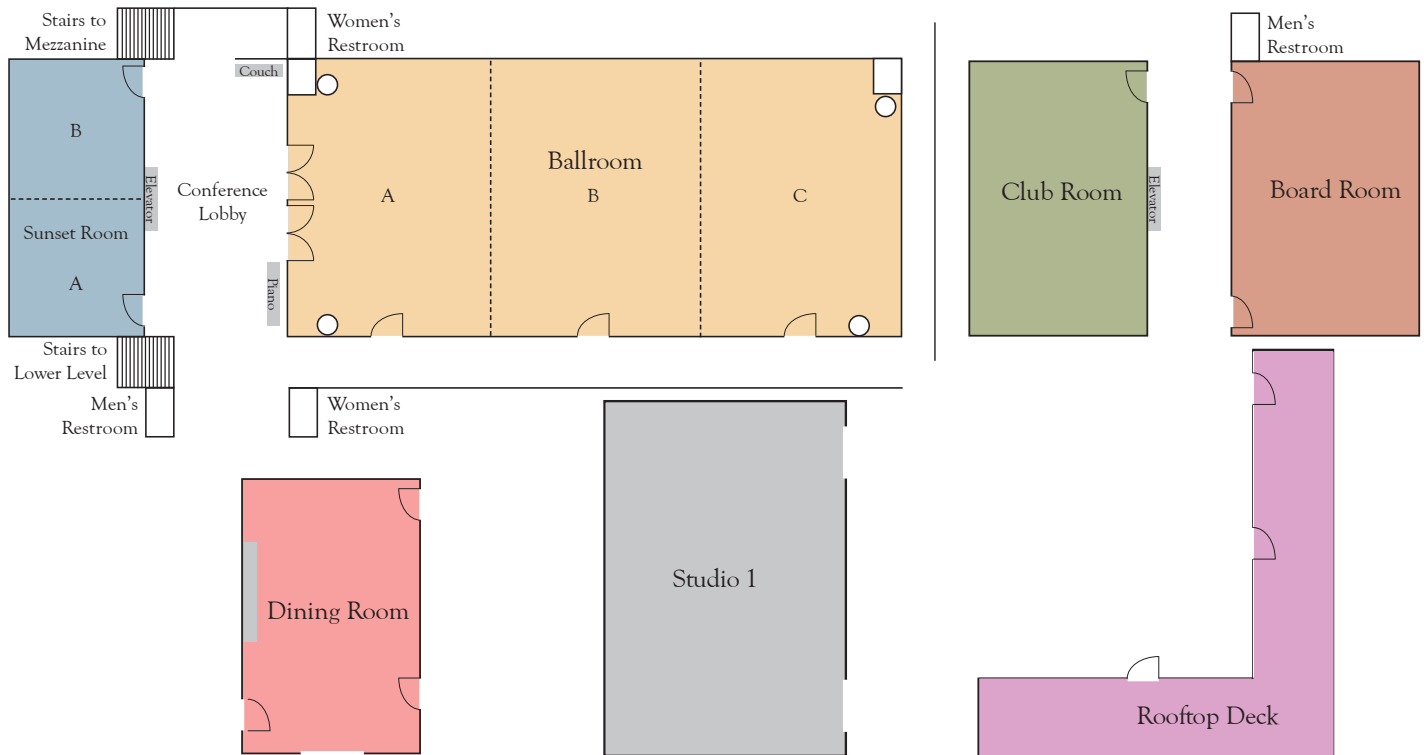 Stairs to
Mezzanine
Women's
Restroom
Men's
Restroom
Couch
B
Elevator
Sunset Room
A
Conference
Lobby
Ballroom
A
B
C
Piano
Club Room
Elevator
Board Room
Stairs to
Lower Level
Men's
Restroom
Women's
Restroom
Dining Room
Studio 1
Rooftop Deck